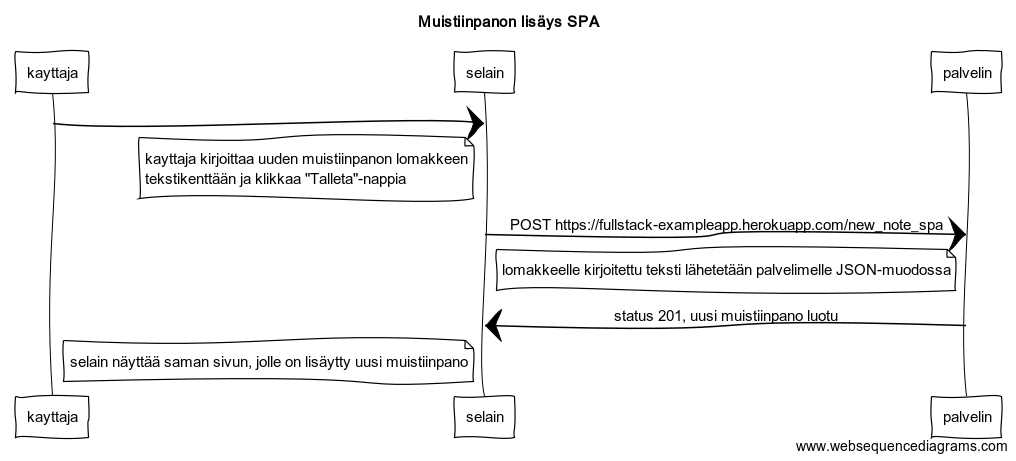 Muistiinpanon lisäys SPA
kayttaja
selain
palvelin
kayttaja kirjoittaa uuden muistiinpanon lomakkeen
tekstikenttään ja klikkaa "Talleta"-nappia
POST https://fullstack-exampleapp.herokuapp.com/new_note_spa
lomakkeelle kirjoitettu teksti lähetetään palvelimelle JSON-muodossa
status 201, uusi muistiinpano luotu
selain näyttää saman sivun, jolle on lisäytty uusi muistiinpano
kayttaja
selain
palvelin
www.websequencediagrams.com